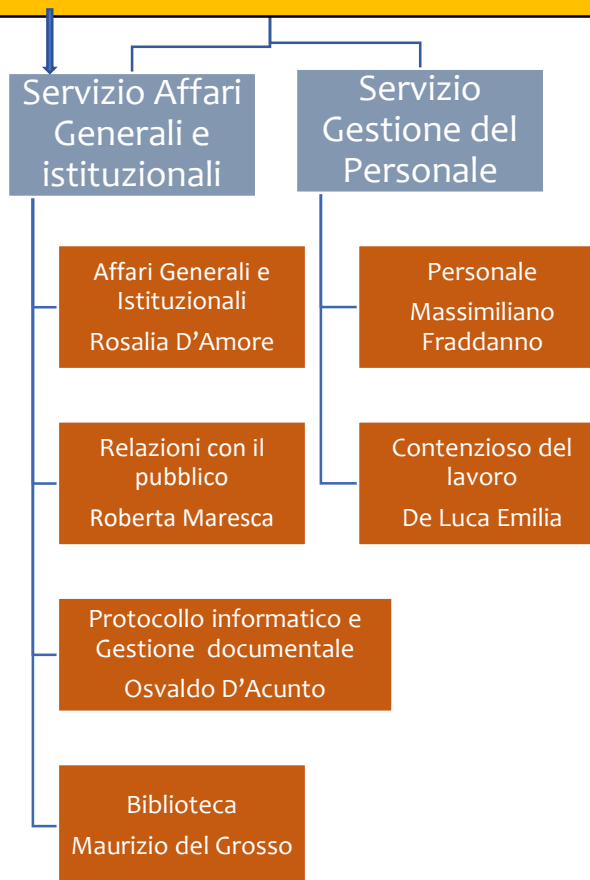 Servizio Affari
Generali e
istituzionali
Servizio
Gestione del
Personale
Affari Generali e
Istituzionali
Rosalia D’Amore
Personale
Massimiliano
Fraddanno
Relazioni con il
pubblico
Roberta Maresca
Contenzioso del
lavoro
De Luca Emilia
Protocollo informatico e
Gestione  documentale
Osvaldo D’Acunto
Biblioteca
Maurizio del Grosso